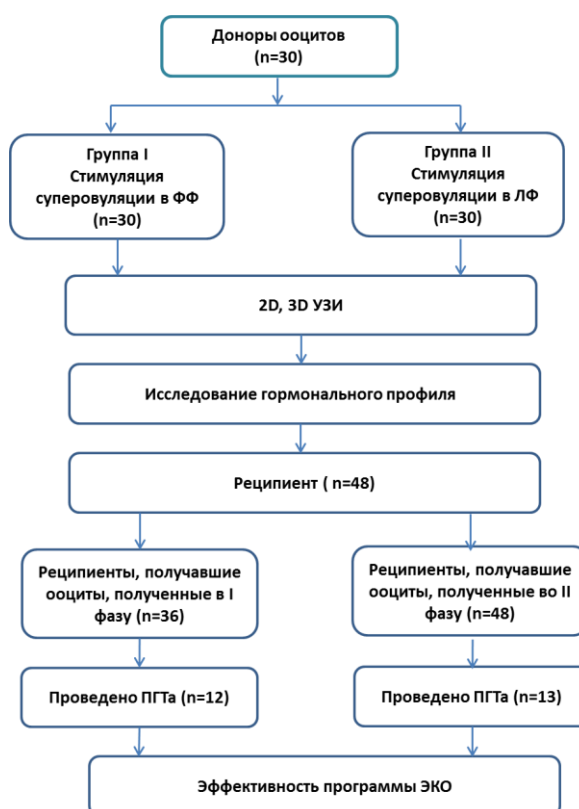 Доноры ооцитов
(n=30)
Группа I
Стимуляция
суперовуляции в ФФ
(n=30)
Группа II
Стимуляция
суперовуляции в ЛФ
(n=30)
2D, 3D УЗИ
Исследование гормонального профиля
Реципиент ( n=48)
Реципиенты, получавшие
ооциты, полученные в I
фазу (n=36)
Реципиенты, получавшие
ооциты, полученные во II
фазу (n=48)
Проведено ПГТа (n=12)
Проведено ПГТа (n=13)
Эффективность программы ЭКО